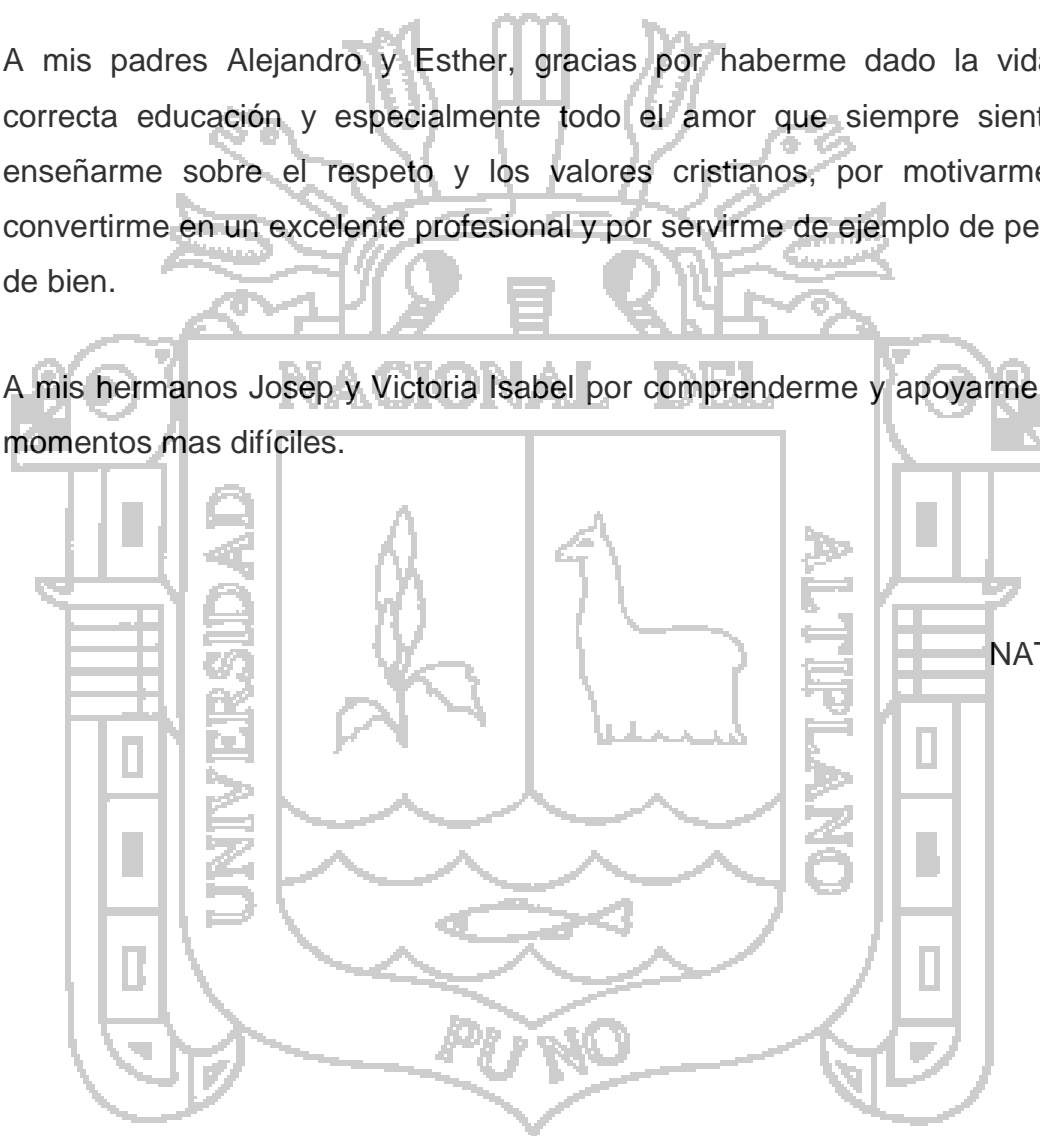 A mis padres Alejandro y Esther, gracias por haberme dado la vida
correcta educación y especialmente todo el amor que siempre sient
enseñarme sobre el respeto y los valores cristianos, por motivarme
convertirme en un excelente profesional y por servirme de ejemplo de pe
de bien.
A mis hermanos Josep y Victoria Isabel por comprenderme y apoyarme
momentos mas difíciles.
NAT
NACIONAL DEL
UNIVERSIDAD
ALTIPLANO
PUNO